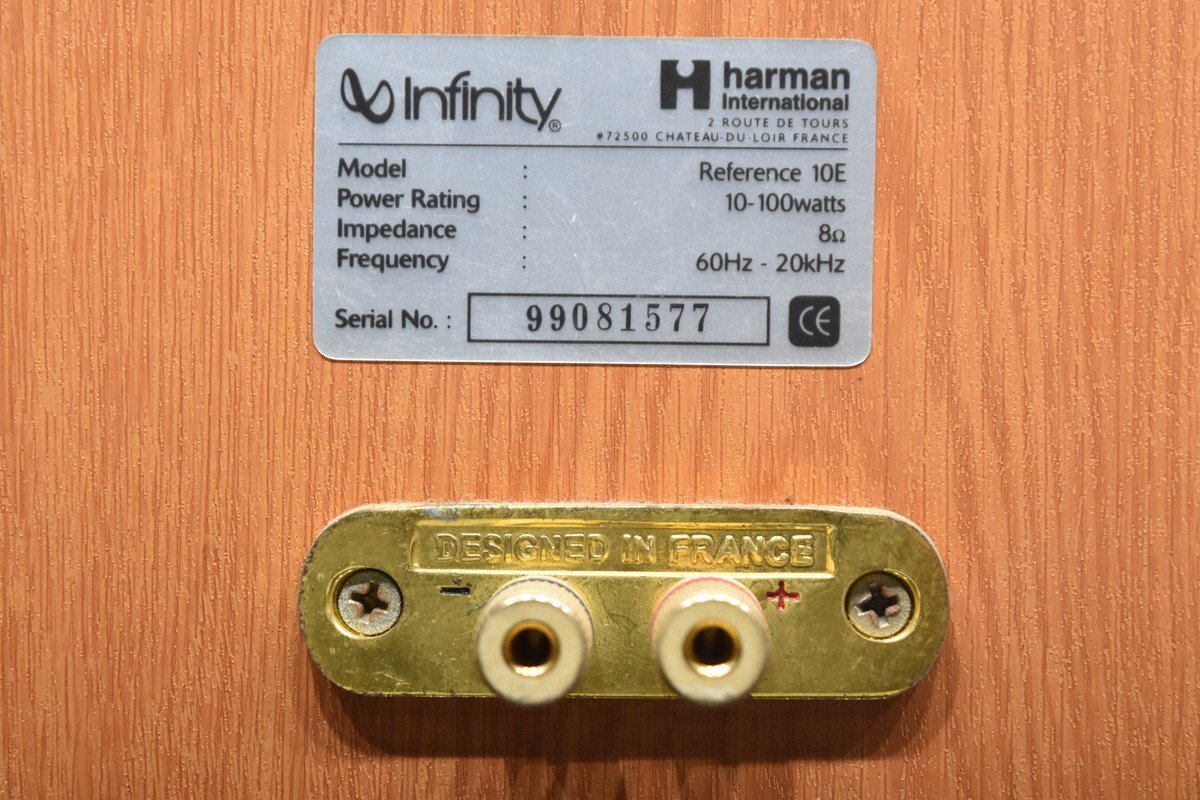 Infinity®
harman
International
2 ROUTE DE TOURS
#72500 CHATEAU-DU-LOIR FRANCE
Model : Reference 10E
Power Rating : 10-100watts
Impedance : 8Ω
Frequency : 60Hz - 20kHz
Serial No. : 99081577 CE
DESIGNED IN FRANCE
- +